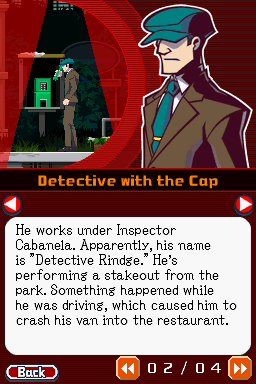 Detective with the Cap
He works under Inspector
Cabanela. Apparently, his name
is "Detective Rindge." He's
performing a stakeout from the
park. Something happened while
he was driving, which caused him to
crash his van into the restaurant.
Back
02/04